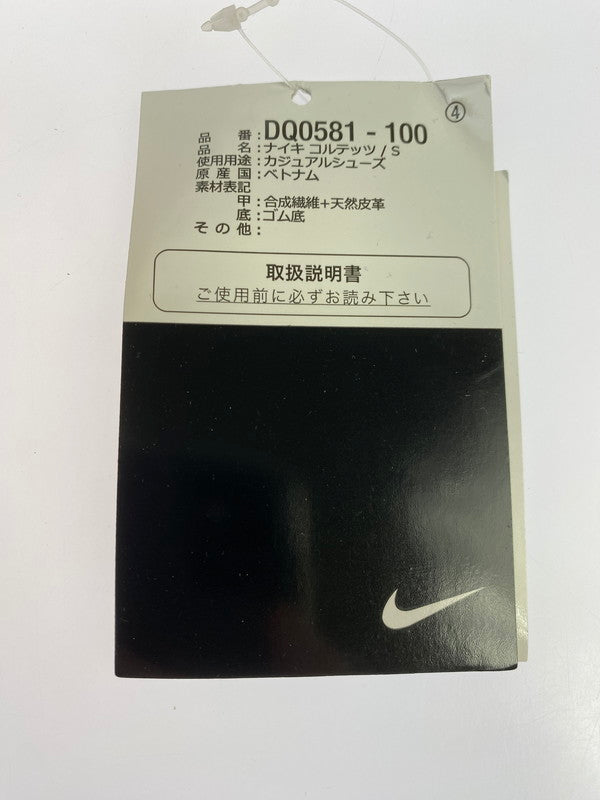 ④
品 番 : DQ0581 - 100
品 名 : ナイキ コルテッツ / S
使用用途 : カジュアルシューズ
原 産 国 : ベトナム
素材表記
甲 : 合成繊維+天然皮革
底 : ゴム底
そ の 他 :
取扱説明書
ご使用前に必ずお読み下さい